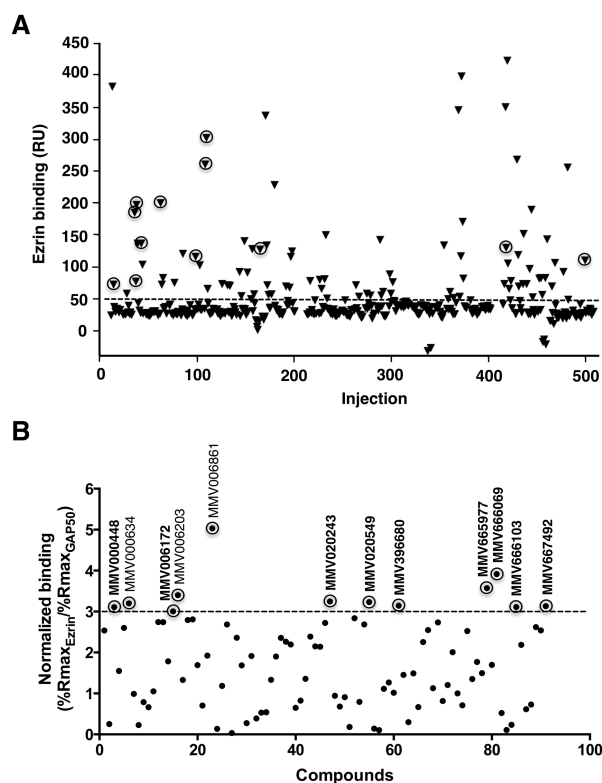 A
450
400
350
300
250
200
150
100
50
0
Ezrin binding (RU)
0
100
200
300
400
500
Injection
B
6
5
4
3
2
1
0
Normalized binding
(%RmaxEzrin/%RmaxGAP50)
MMV000448
MMV000634
MMV006172
MMV006203
MMV006861
MMV020243
MMV020549
MMV396680
MMV665977
MMV666069
MMV666103
MMV667492
0
20
40
60
80
100
Compounds